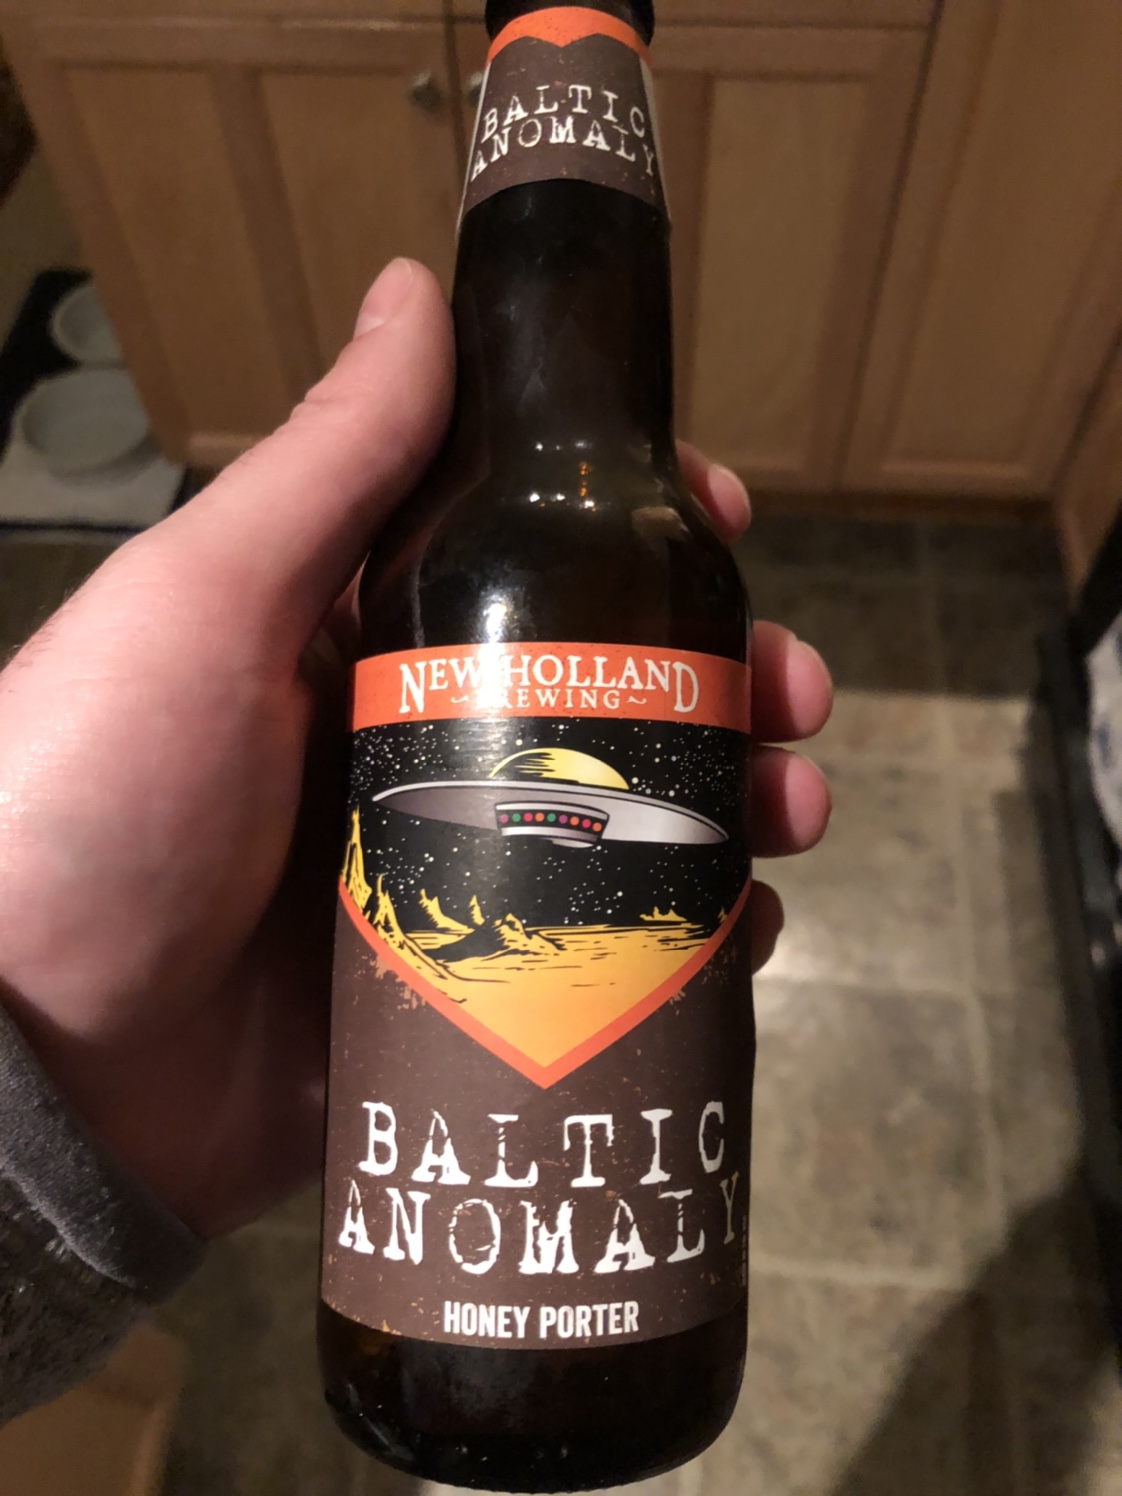 BALTIC
ANOMALY
NEW HOLLAND
~BREWING~
BALTIC
ANOMALY
HONEY PORTER